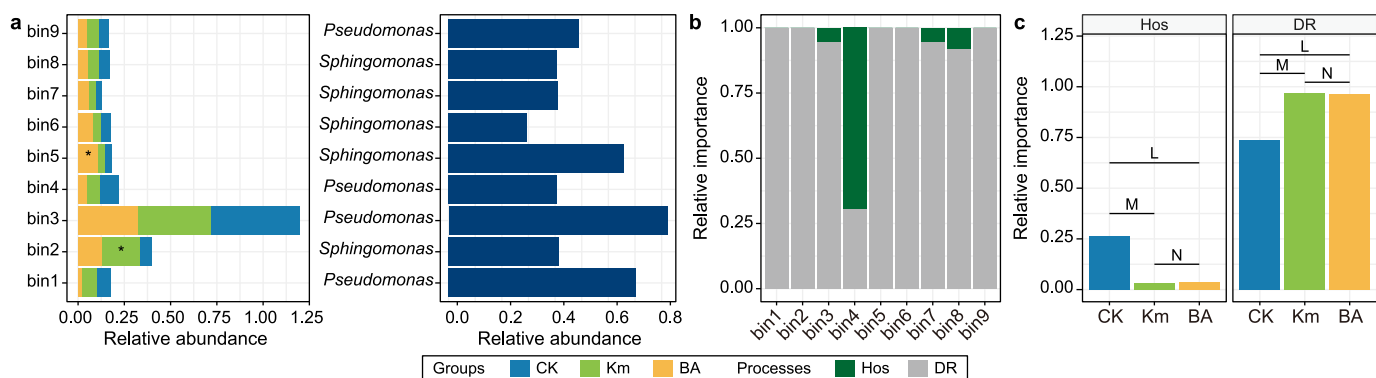 a
bin9
bin8
bin7
bin6
bin5
*
bin4
bin3
bin2
*
bin1
0.00 0.25 0.50 0.75 1.00 1.25
Relative abundance
Pseudomonas
Sphingomonas
Sphingomonas
Sphingomonas
Sphingomonas
Pseudomonas
Pseudomonas
Sphingomonas
Pseudomonas
0.0 0.2 0.4 0.6 0.8
Relative abundance
b
Relative importance
1.00
0.75
0.50
0.25
0.00
bin1 bin2 bin3 bin4 bin5 bin6 bin7 bin8 bin9
c
Hos DR
Relative importance
1.25
1.00
0.75
0.50
0.25
0.00
L
M
N
L
M
N
CK Km BA CK Km BA
Groups CK Km BA Processes Hos DR